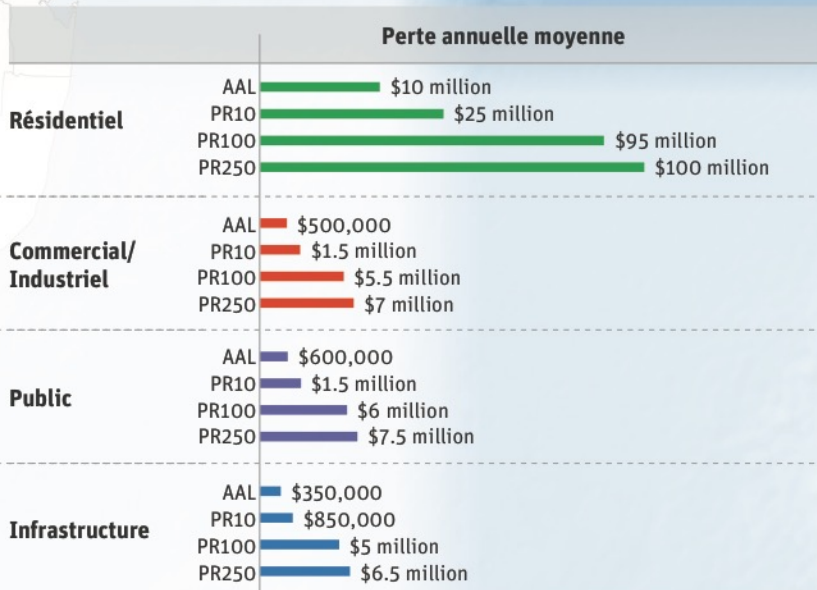 Perte annuelle moyenne
Résidentiel
AAL $10 million
PR10 $25 million
PR100 $95 million
PR250 $100 million
Commercial/
Industriel
AAL $500,000
PR10 $1.5 million
PR100 $5.5 million
PR250 $7 million
Public
AAL $600,000
PR10 $1.5 million
PR100 $6 million
PR250 $7.5 million
Infrastructure
AAL $350,000
PR10 $850,000
PR100 $5 million
PR250 $6.5 million